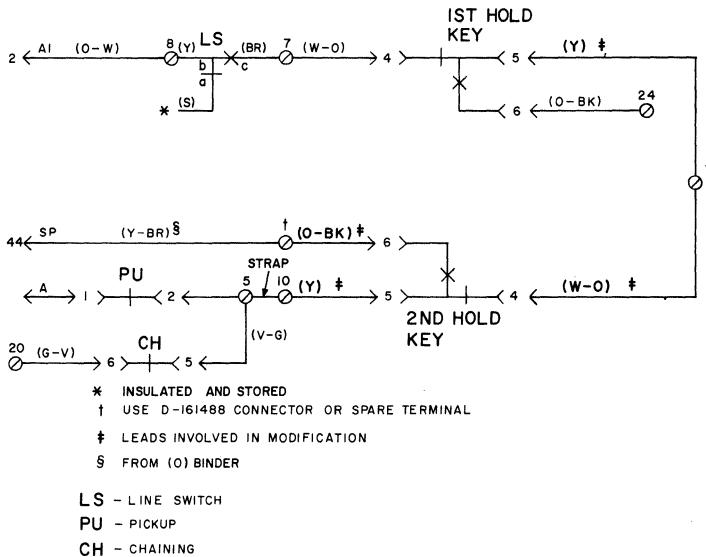 1ST HOLD
KEY
2 A1 (O-W) 8 (Y) LS (BR) 7 (W-O) 4 5 (Y) ‡
b a c
* (S)
6 (O-BK) 24
44 SP (Y-BR) § † (O-BK) ‡ 6
STRAP
A 1 PU 2 5 10 (Y) ‡ 5 4 (W-O) ‡
2ND HOLD
KEY
(V-G)
20 (G-V) 6 CH 5
* INSULATED AND STORED
† USE D-161488 CONNECTOR OR SPARE TERMINAL
‡ LEADS INVOLVED IN MODIFICATION
§ FROM (O) BINDER
LS - LINE SWITCH
PU - PICKUP
CH - CHAINING